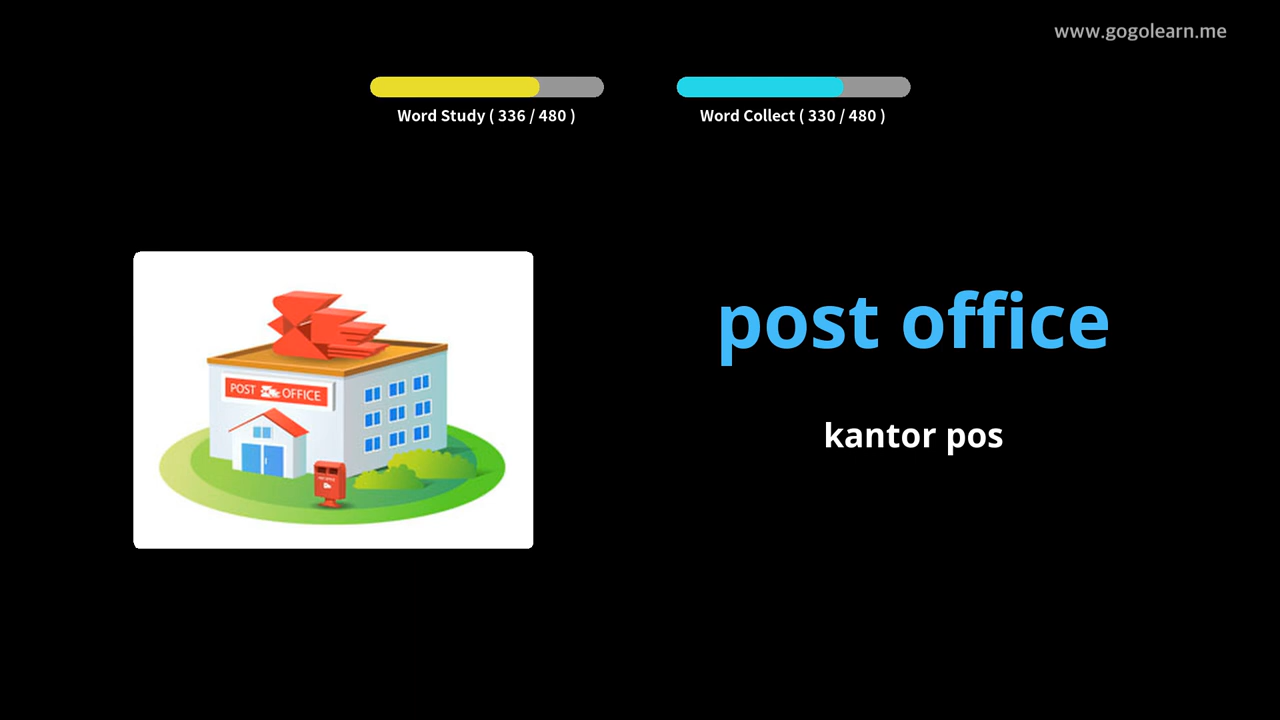 www.gogolearn.me
Word Study ( 336 / 480 )
Word Collect ( 330 / 480 )
POST OFFICE
post office
kantor pos